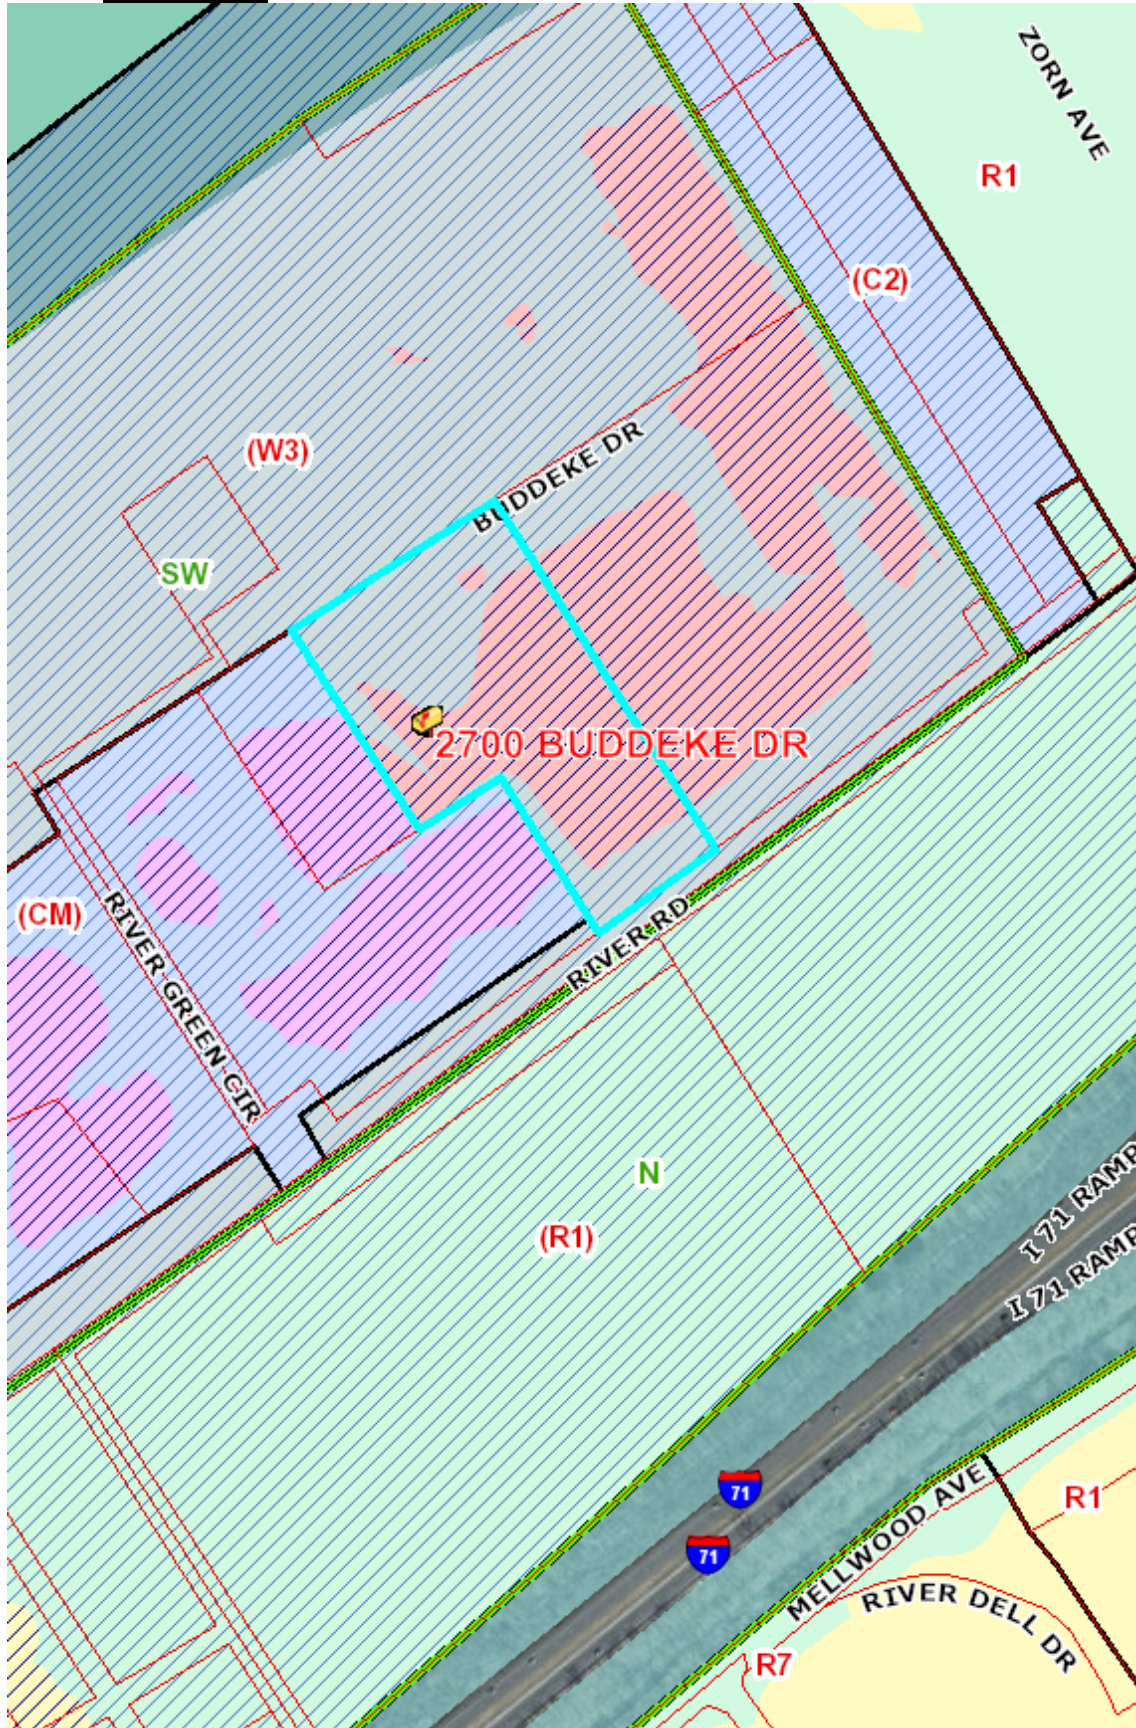 ZORN AVE
R1
(C2)
(W3)
BUDDEKE DR
SW
2700 BUDDEKE DR
(CM)
RIVER GREEN CIR
RIVER RD
N
(R1)
I 71 RAMP
I 71 RAMP
71
71
MELLWOOD AVE
R1
RIVER DELL DR
R7